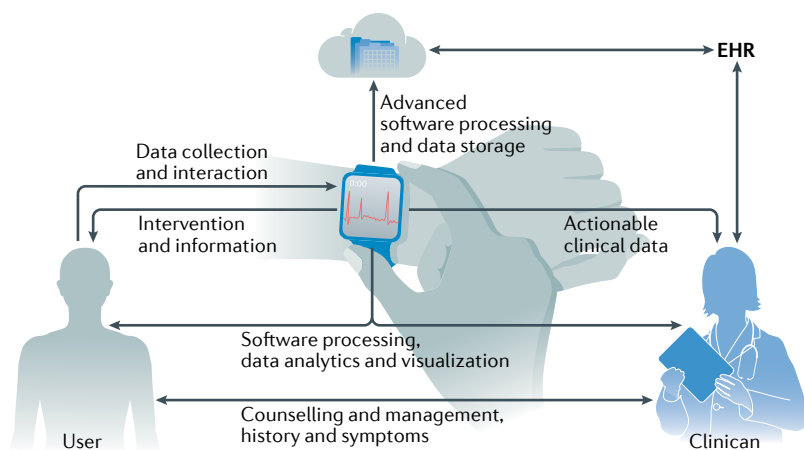 EHR
Advanced
software processing
and data storage
Data collection
and interaction
0:00
Intervention
and information
Actionable
clinical data
Software processing,
data analytics and visualization
Counselling and management,
history and symptoms
User
Clinican